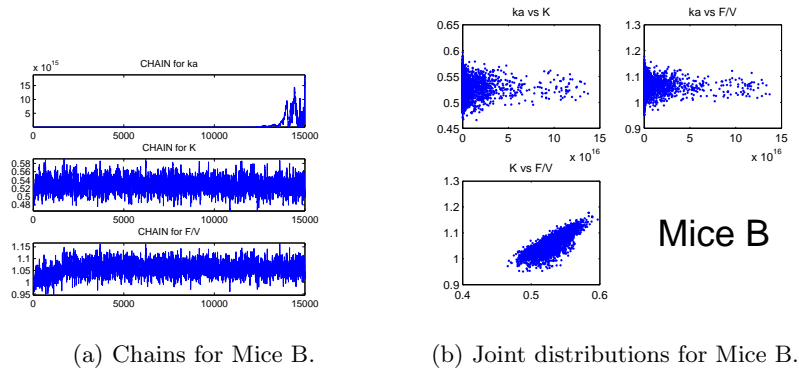 x 10^15
CHAIN for ka
15
10
5
0 5000 10000 15000
CHAIN for K
0.58
0.56
0.54
0.52
0.5
0.48
0 5000 10000 15000
CHAIN for F/V
1.15
1.1
1.05
1
0.95
0 5000 10000 15000
(a) Chains for Mice B.
ka vs K
0.65
0.6
0.55
0.5
0.45
0 5 10 15
x 10^16
ka vs F/V
1.3
1.2
1.1
1
0.9
0 5 10 15
x 10^16
K vs F/V
1.3
1.2
1.1
1
0.9
0.4 0.5 0.6
Mice B
(b) Joint distributions for Mice B.